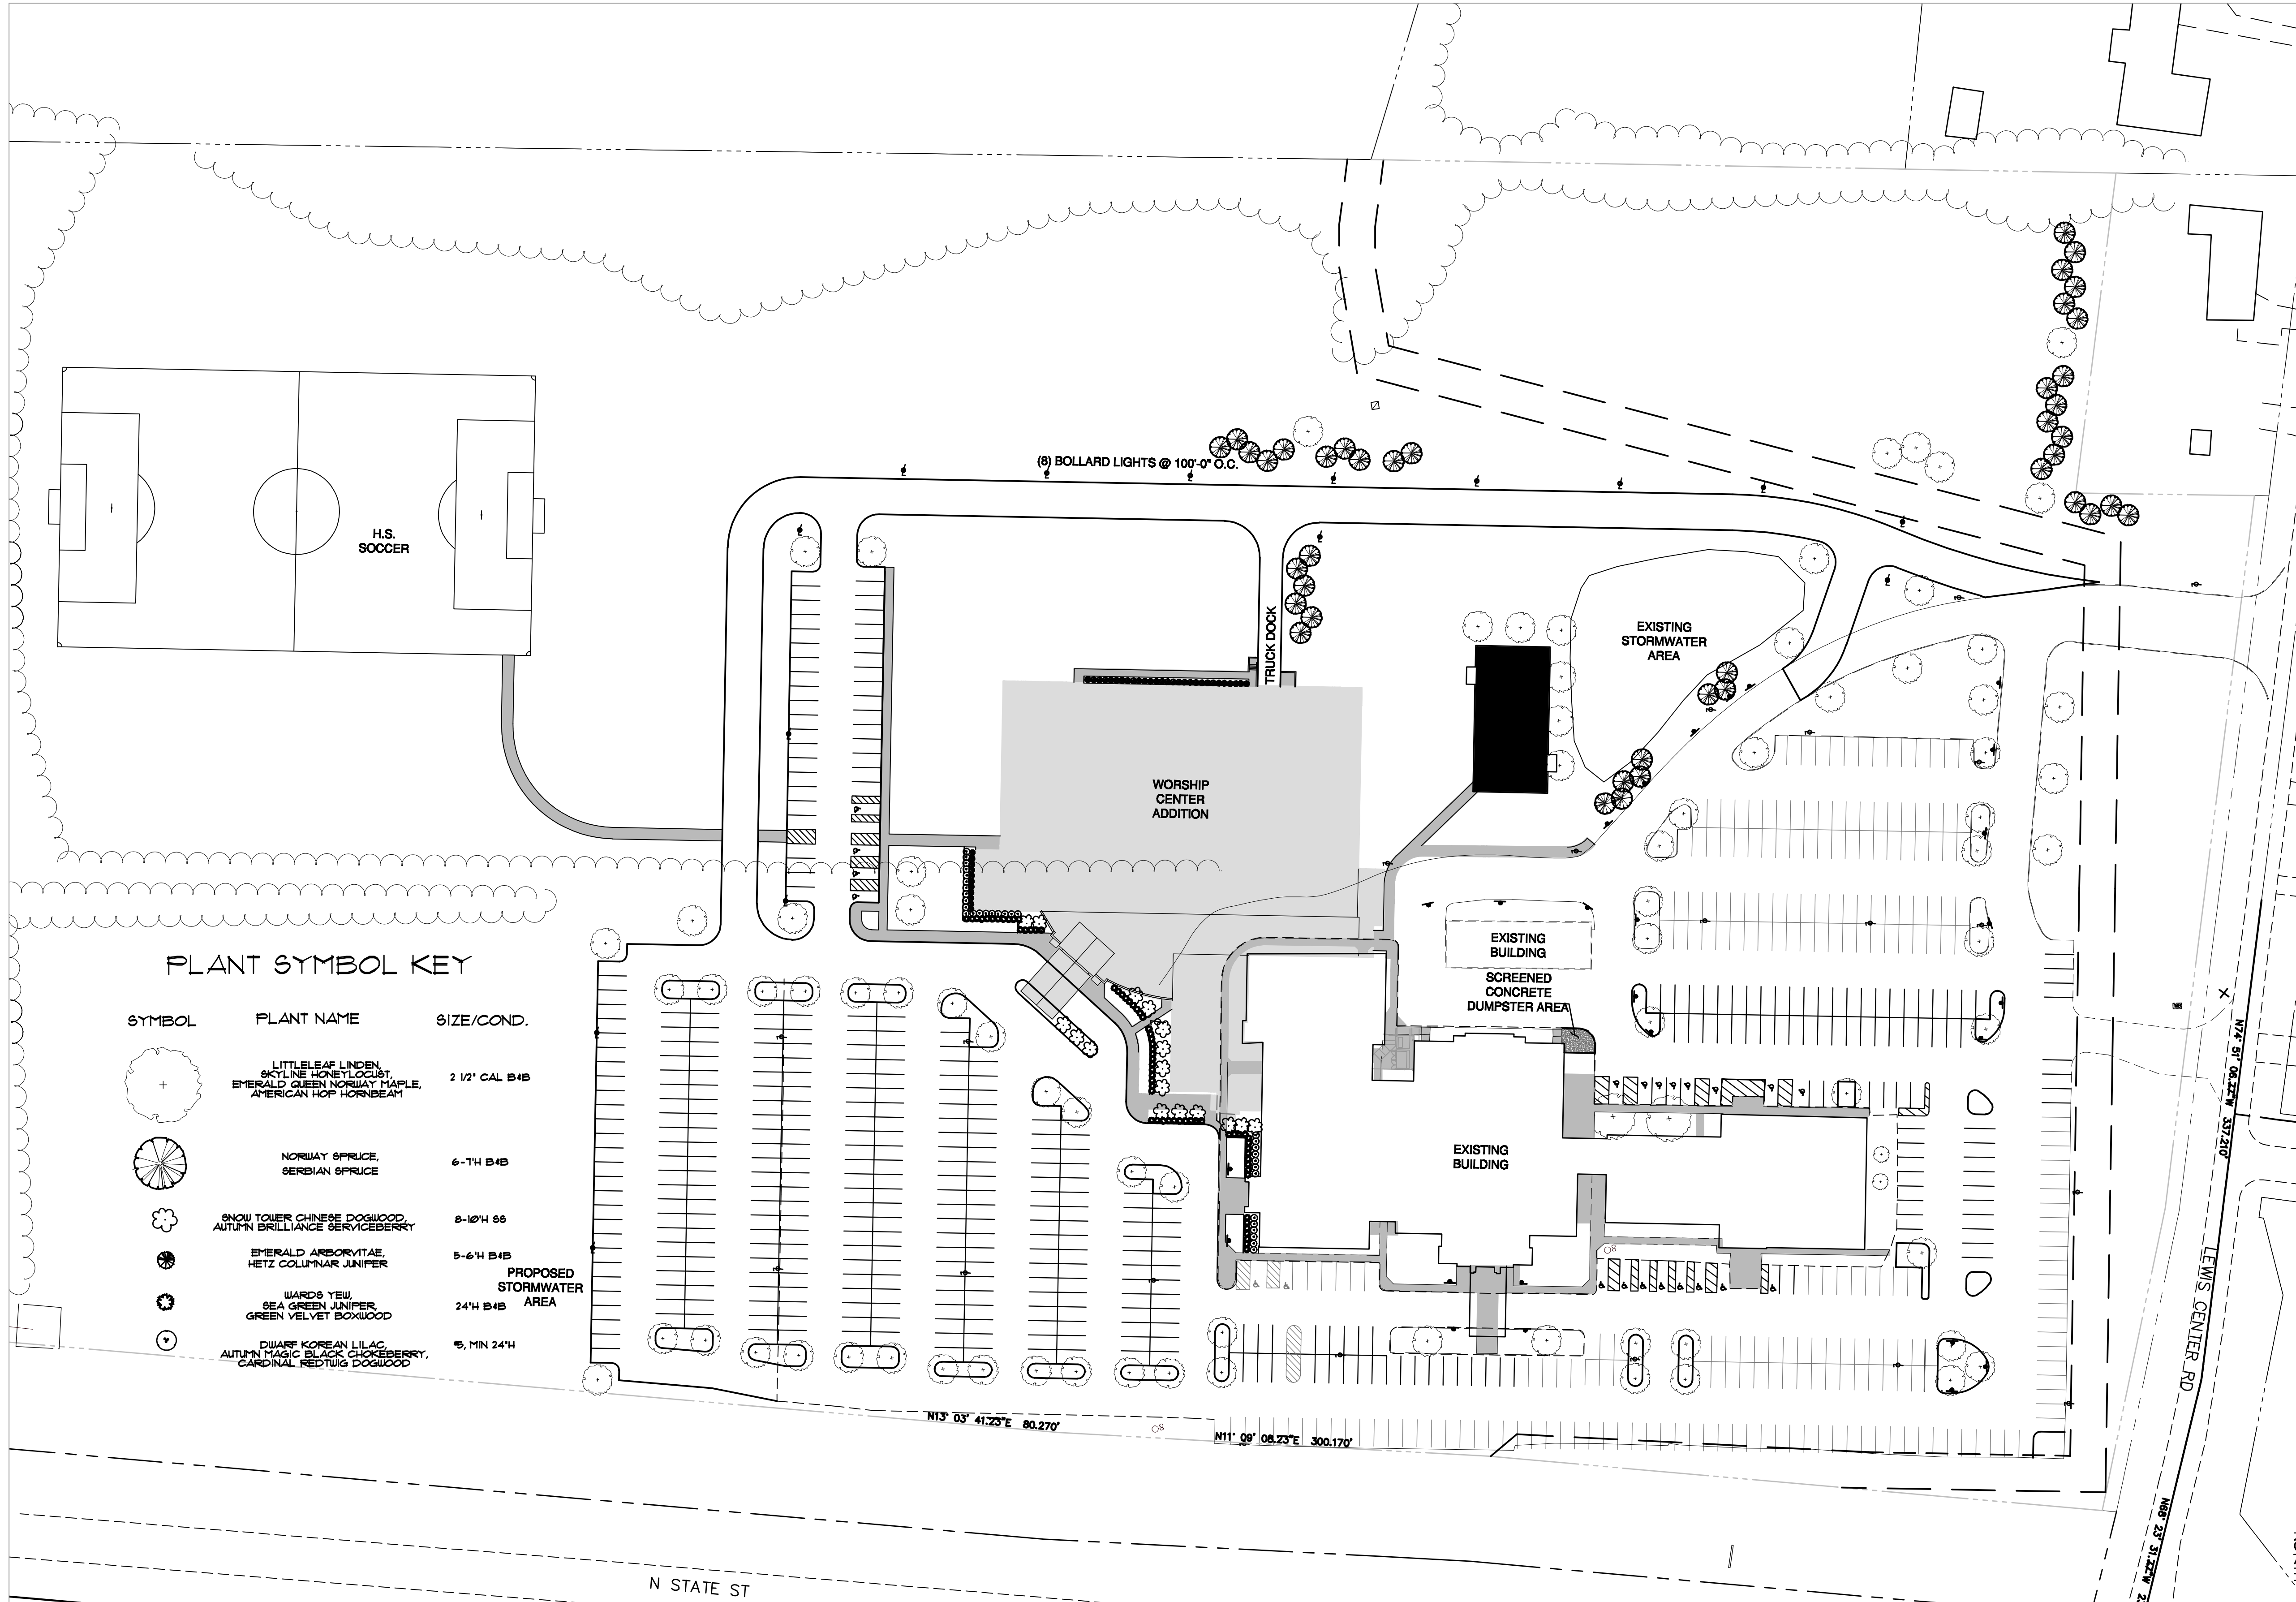 (8) BOLLARD LIGHTS @ 100'-0" O.C.
H.S.
SOCCER
TRUCK DOCK
EXISTING
STORMWATER
AREA
WORSHIP
CENTER
ADDITION
EXISTING
BUILDING
SCREENED
CONCRETE
DUMPSTER AREA
EXISTING
BUILDING
PLANT SYMBOL KEY
SYMBOL PLANT NAME SIZE/COND.
LITTLELEAF LINDEN,
SKYLINE HONEYLOCUST,
EMERALD QUEEN NORWAY MAPLE,
AMERICAN HOP HORNBEAM
2 1/2" CAL B&B
NORWAY SPRUCE,
SERBIAN SPRUCE
6-7'H B&B
SNOW TOWER CHINESE DOGWOOD,
AUTUMN BRILLIANCE SERVICEBERRY
8-10'H SS
EMERALD ARBORVITAE,
HETZ COLUMNAR JUNIPER
5-6'H B&B
WARDS YEW,
SEA GREEN JUNIPER,
GREEN VELVET BOXWOOD
24"H B&B
DWARF KOREAN LILAC,
AUTUMN MAGIC BLACK CHOKEBERRY,
CARDINAL REDTWIG DOGWOOD
#5, MIN 24"H
PROPOSED
STORMWATER
AREA
N13° 03' 41.23"E 80.270'
N11° 09' 08.23"E 300.170'
N74° 51' 06.77"W 337.210'
LEWIS CENTER RD
N68° 23' 31.77"W
N STATE ST